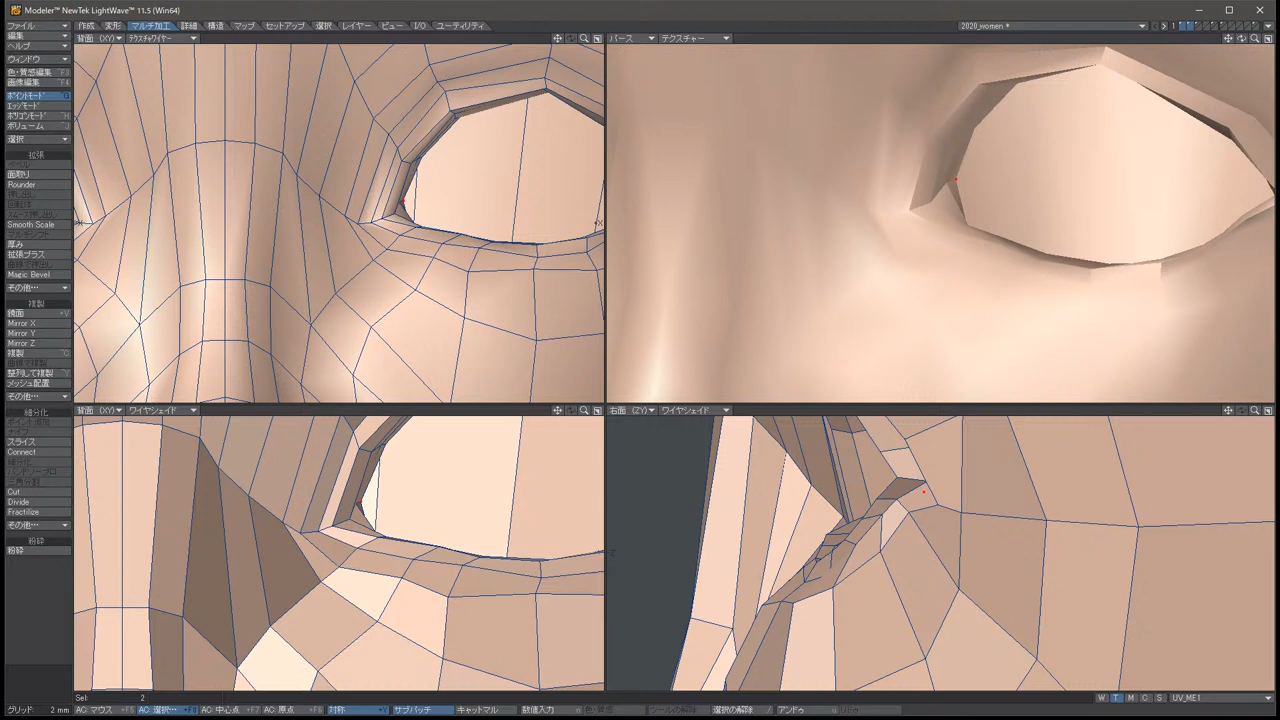 Modeler™ NewTek LightWave™ 11.5 (Win64)
ファイル
編集
ヘルプ
作成 変形 マルチ加工 詳細 構造 マップ セットアップ 選択 レイヤー ビュー I/O ユーティリティ
2020_women *
1
背面 (XY) テクスチャワイヤー
パース テクスチャー
ウィンドウ
色・質感編集 ^F3
画像編集 ^F4
ポイントモード ^G
エッジモード
ポリゴンモード ^H
ボリューム ^J
選択
拡張
面取り
Rounder
Smooth Scale
厚み
拡張プラス
Magic Bevel
その他…
複製
鏡面 +V
Mirror X
Mirror Y
Mirror Z
複製 ^C
整列して複製 ^Y
メッシュ配置
その他…
背面 (XY) ワイヤシェイド
右面 (ZY) ワイヤシェイド
細分化
スライス
Connect
Cut
Divide
Fractilize
その他…
粉砕
粉砕
Sel: 2
W T M C S UV_ME1
グリッド: 2 mm AC: マウス +F5 AC: 選択… +F8 AC: 中心点 +F7 AC: 原点 +F6 対称 +Y サブパッチ キャットマル 数値入力 n 選択の解除 / アンドゥ u リドゥ